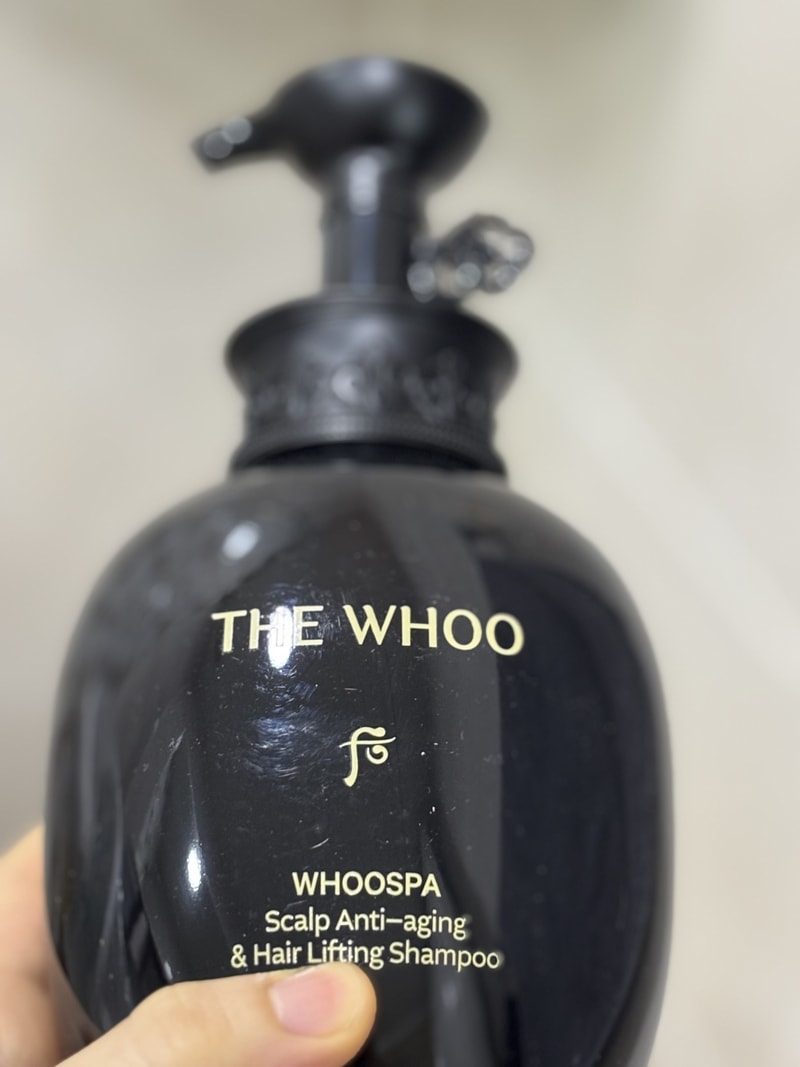 THE WHOO
WHOOSPA
Scalp Anti-aging
& Hair Lifting Shampoo